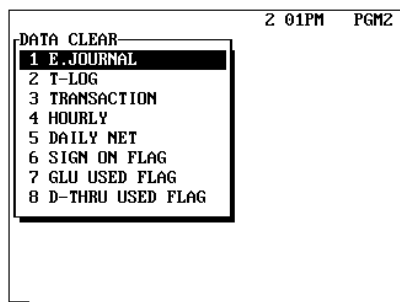 2 01PM PGM2
DATA CLEAR
1 E.JOURNAL
2 T-LOG
3 TRANSACTION
4 HOURLY
5 DAILY NET
6 SIGN ON FLAG
7 GLU USED FLAG
8 D-THRU USED FLAG